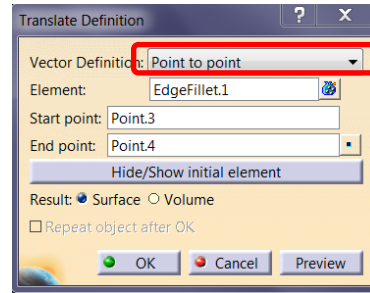 Translate Definition ? X
Vector Definition: Point to point
Element: EdgeFillet.1
Start point: Point.3
End point: Point.4
Hide/Show initial element
Result: Surface Volume
Repeat object after OK
OK Cancel Preview